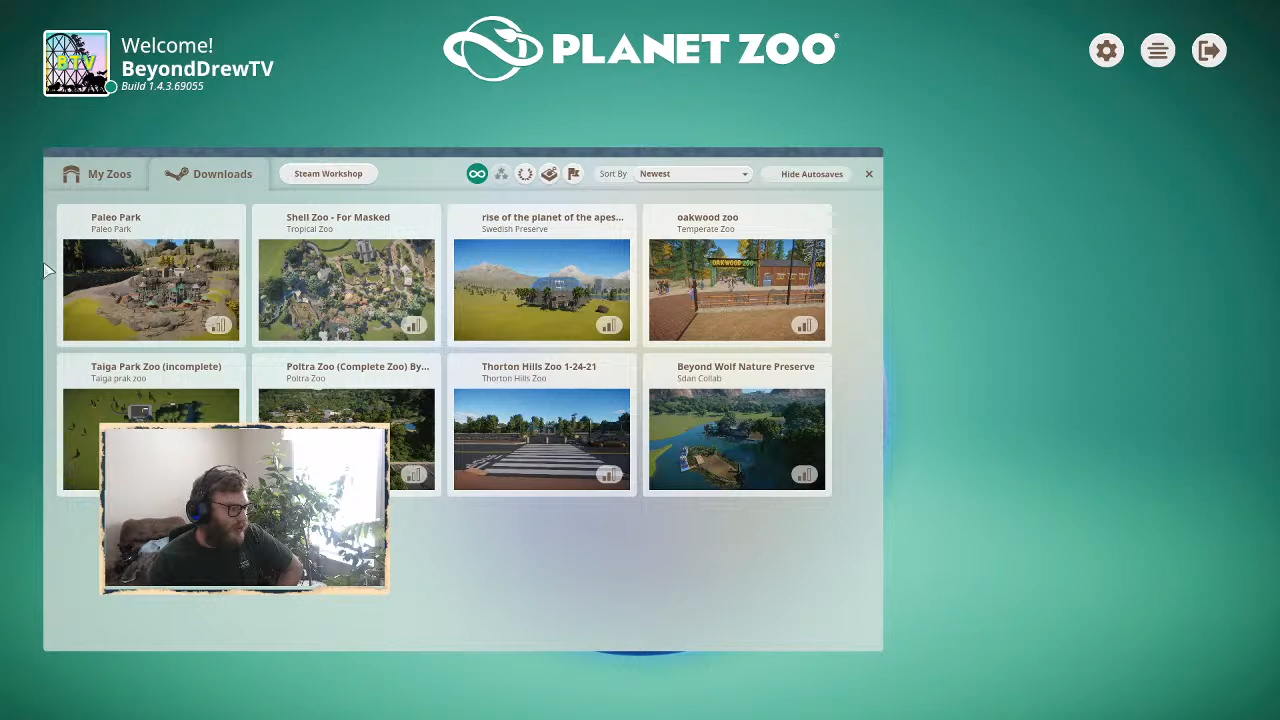 Welcome!
BeyondDrewTV
Build 1.4.3.69055
BTV
PLANET ZOO
My Zoos
Downloads
Steam Workshop
Sort By
Newest
Hide Autosaves
Paleo Park
Paleo Park
Shell Zoo - For Masked
Tropical Zoo
rise of the planet of the apes...
Swedish Preserve
oakwood zoo
Temperate Zoo
OAKWOOD ZOO
Taiga Park Zoo (incomplete)
Taiga prak zoo
Poltra Zoo (Complete Zoo) By...
Poltra Zoo
Thorton Hills Zoo 1-24-21
Thorton Hills Zoo
Beyond Wolf Nature Preserve
Sdan Collab